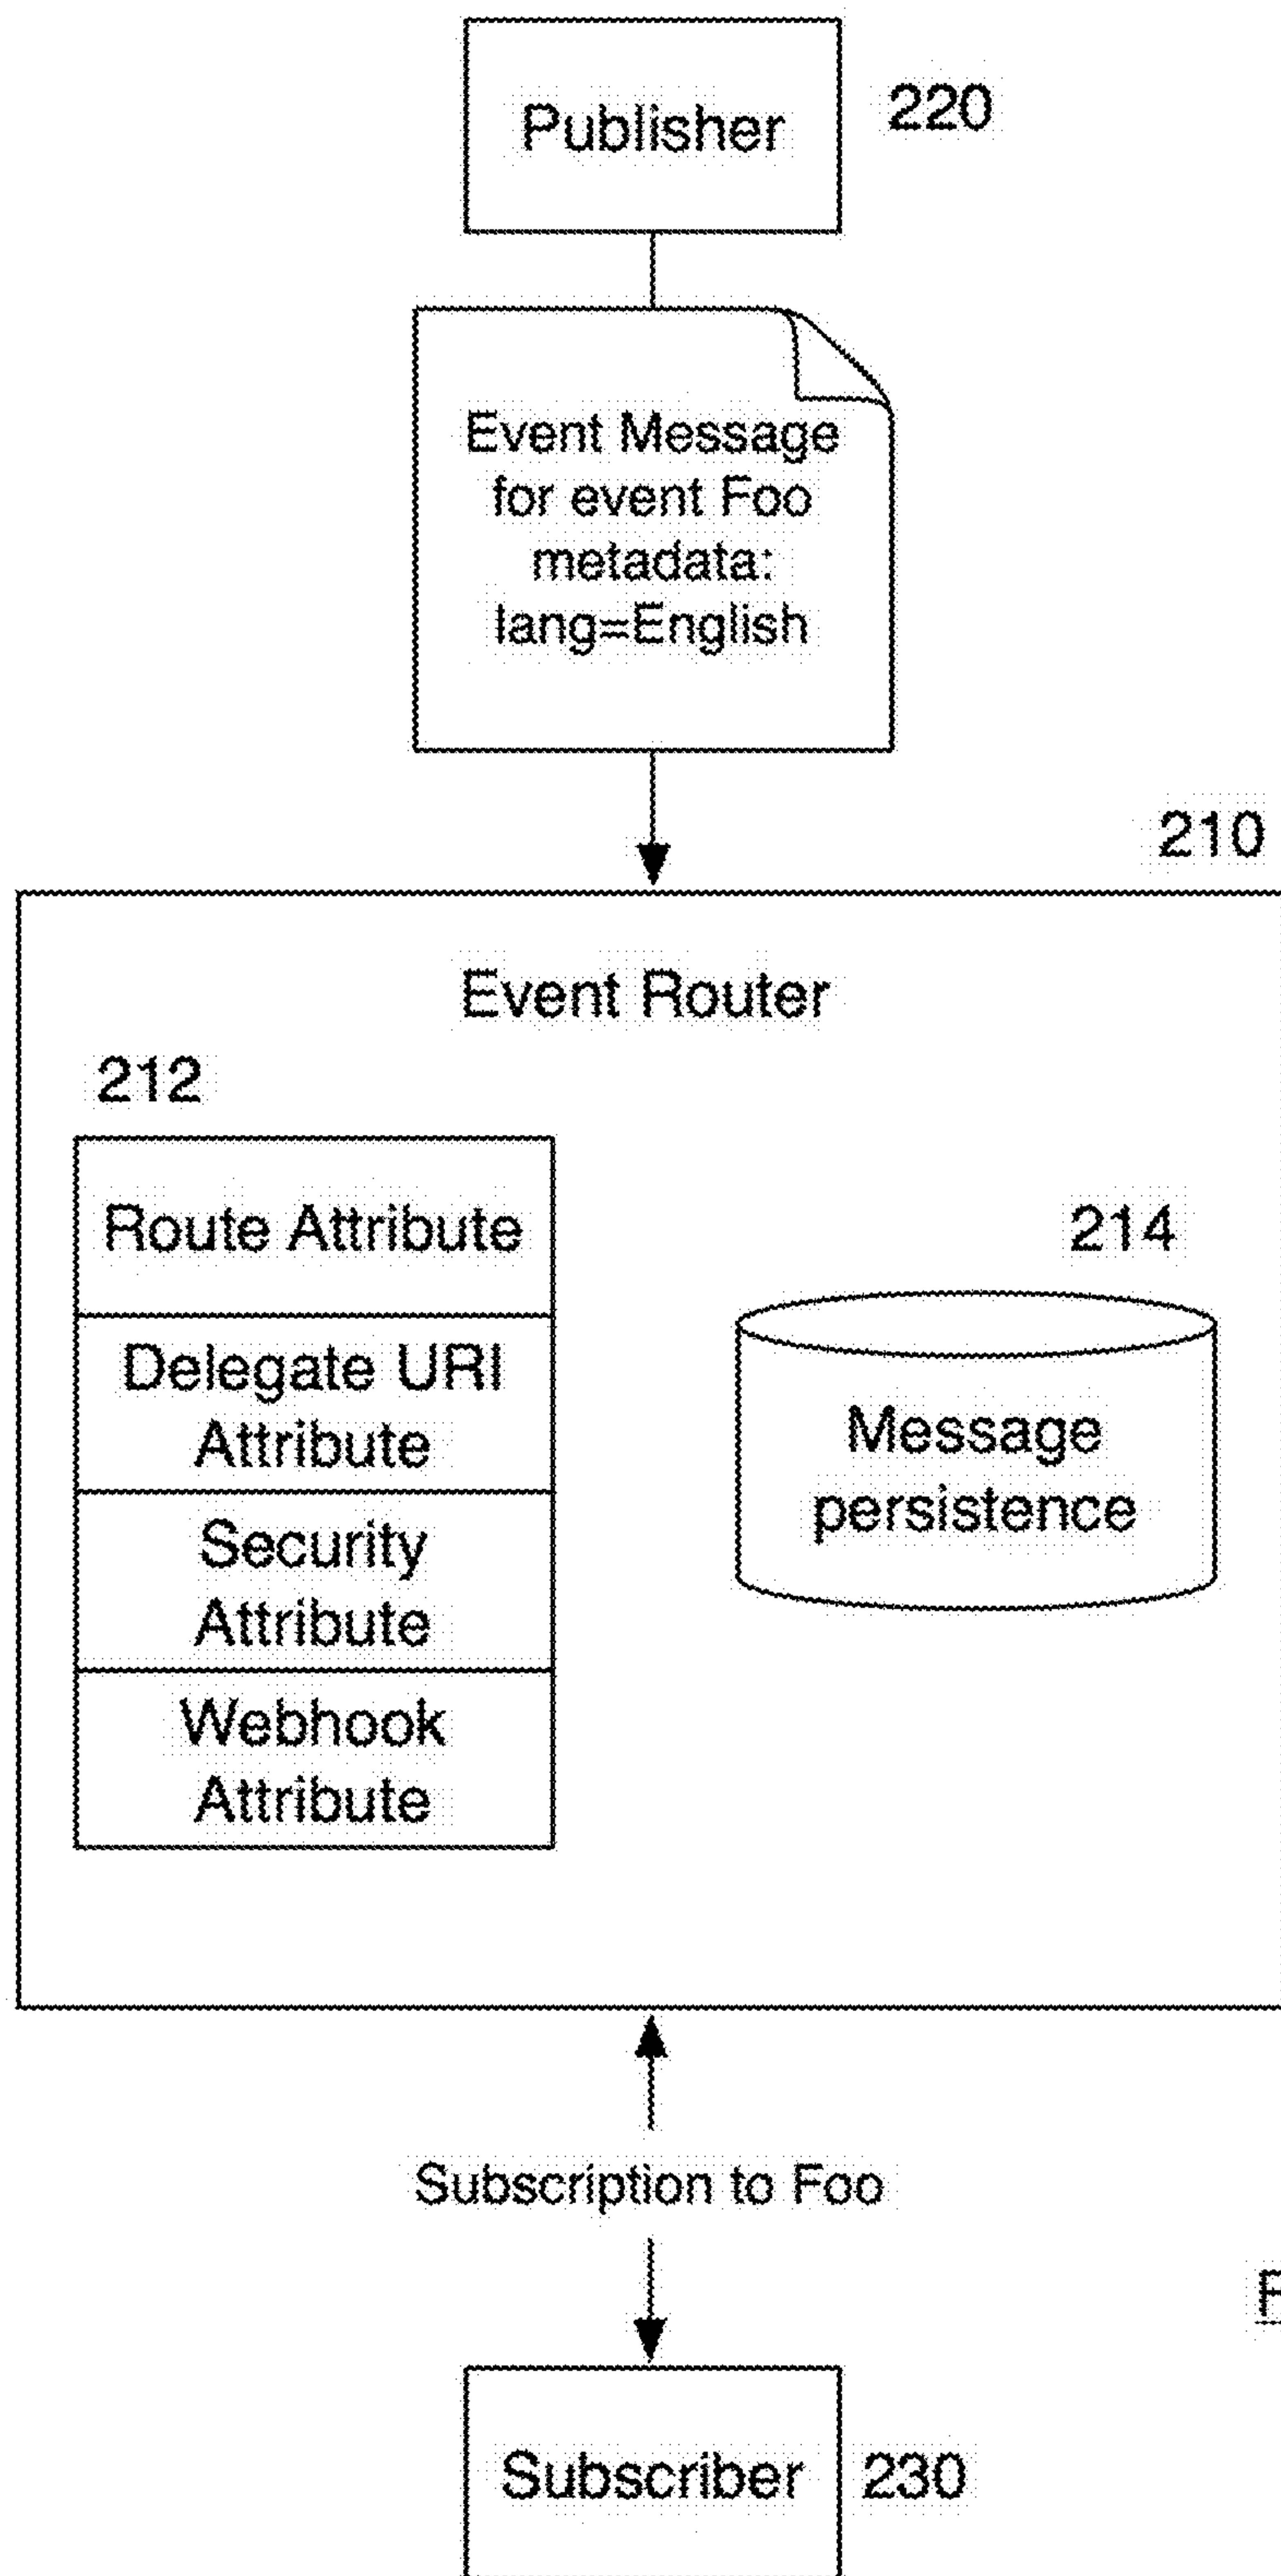 Publisher
220
Event Message
for event Foo
metadata:
lang=English
210
Event Router
212
Route Attribute
214
Delegate URI
Attribute
Message
persistence
Security
Attribute
Webhook
Attribute
Subscription to Foo
Subscriber
230